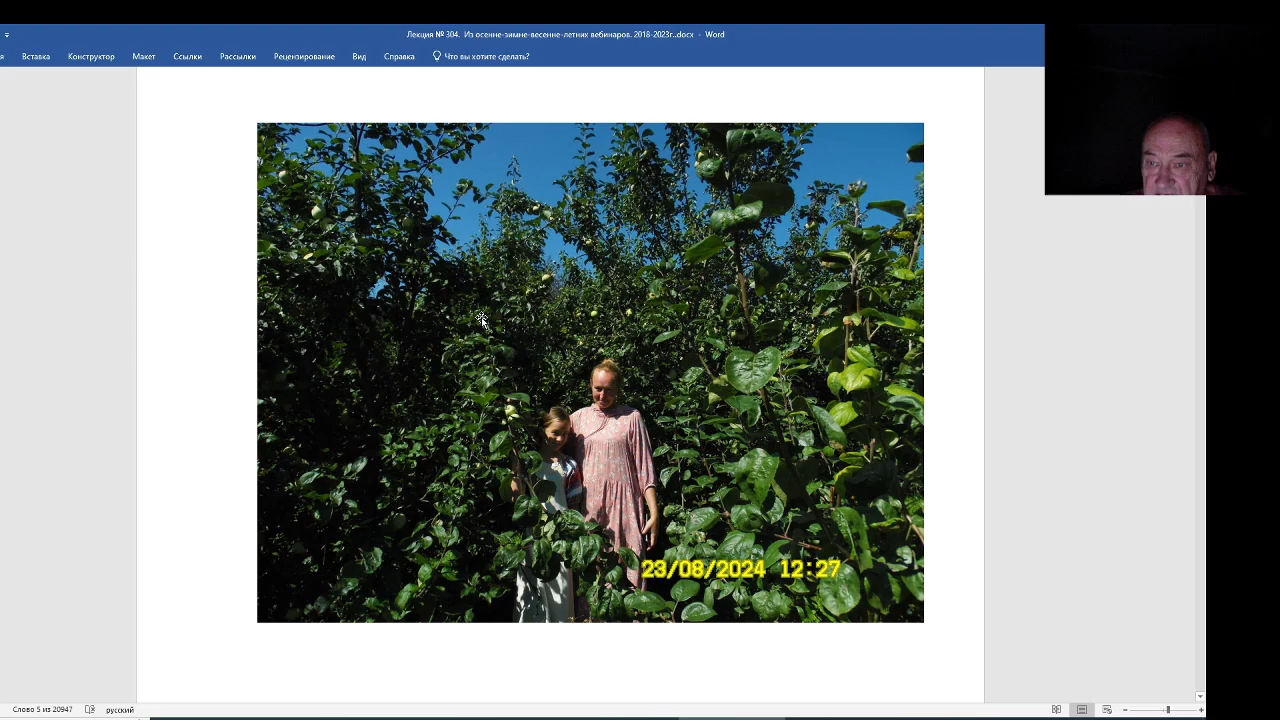 Лекция № 304. Из осенне-зимне-весенне-летних вебинаров. 2018-2023г..docx - Word
я Вставка Конструктор Макет Ссылки Рассылки Рецензирование Вид Справка Что вы хотите сделать?
23/08/2024 12:27
Слово 5 из 20947 русский